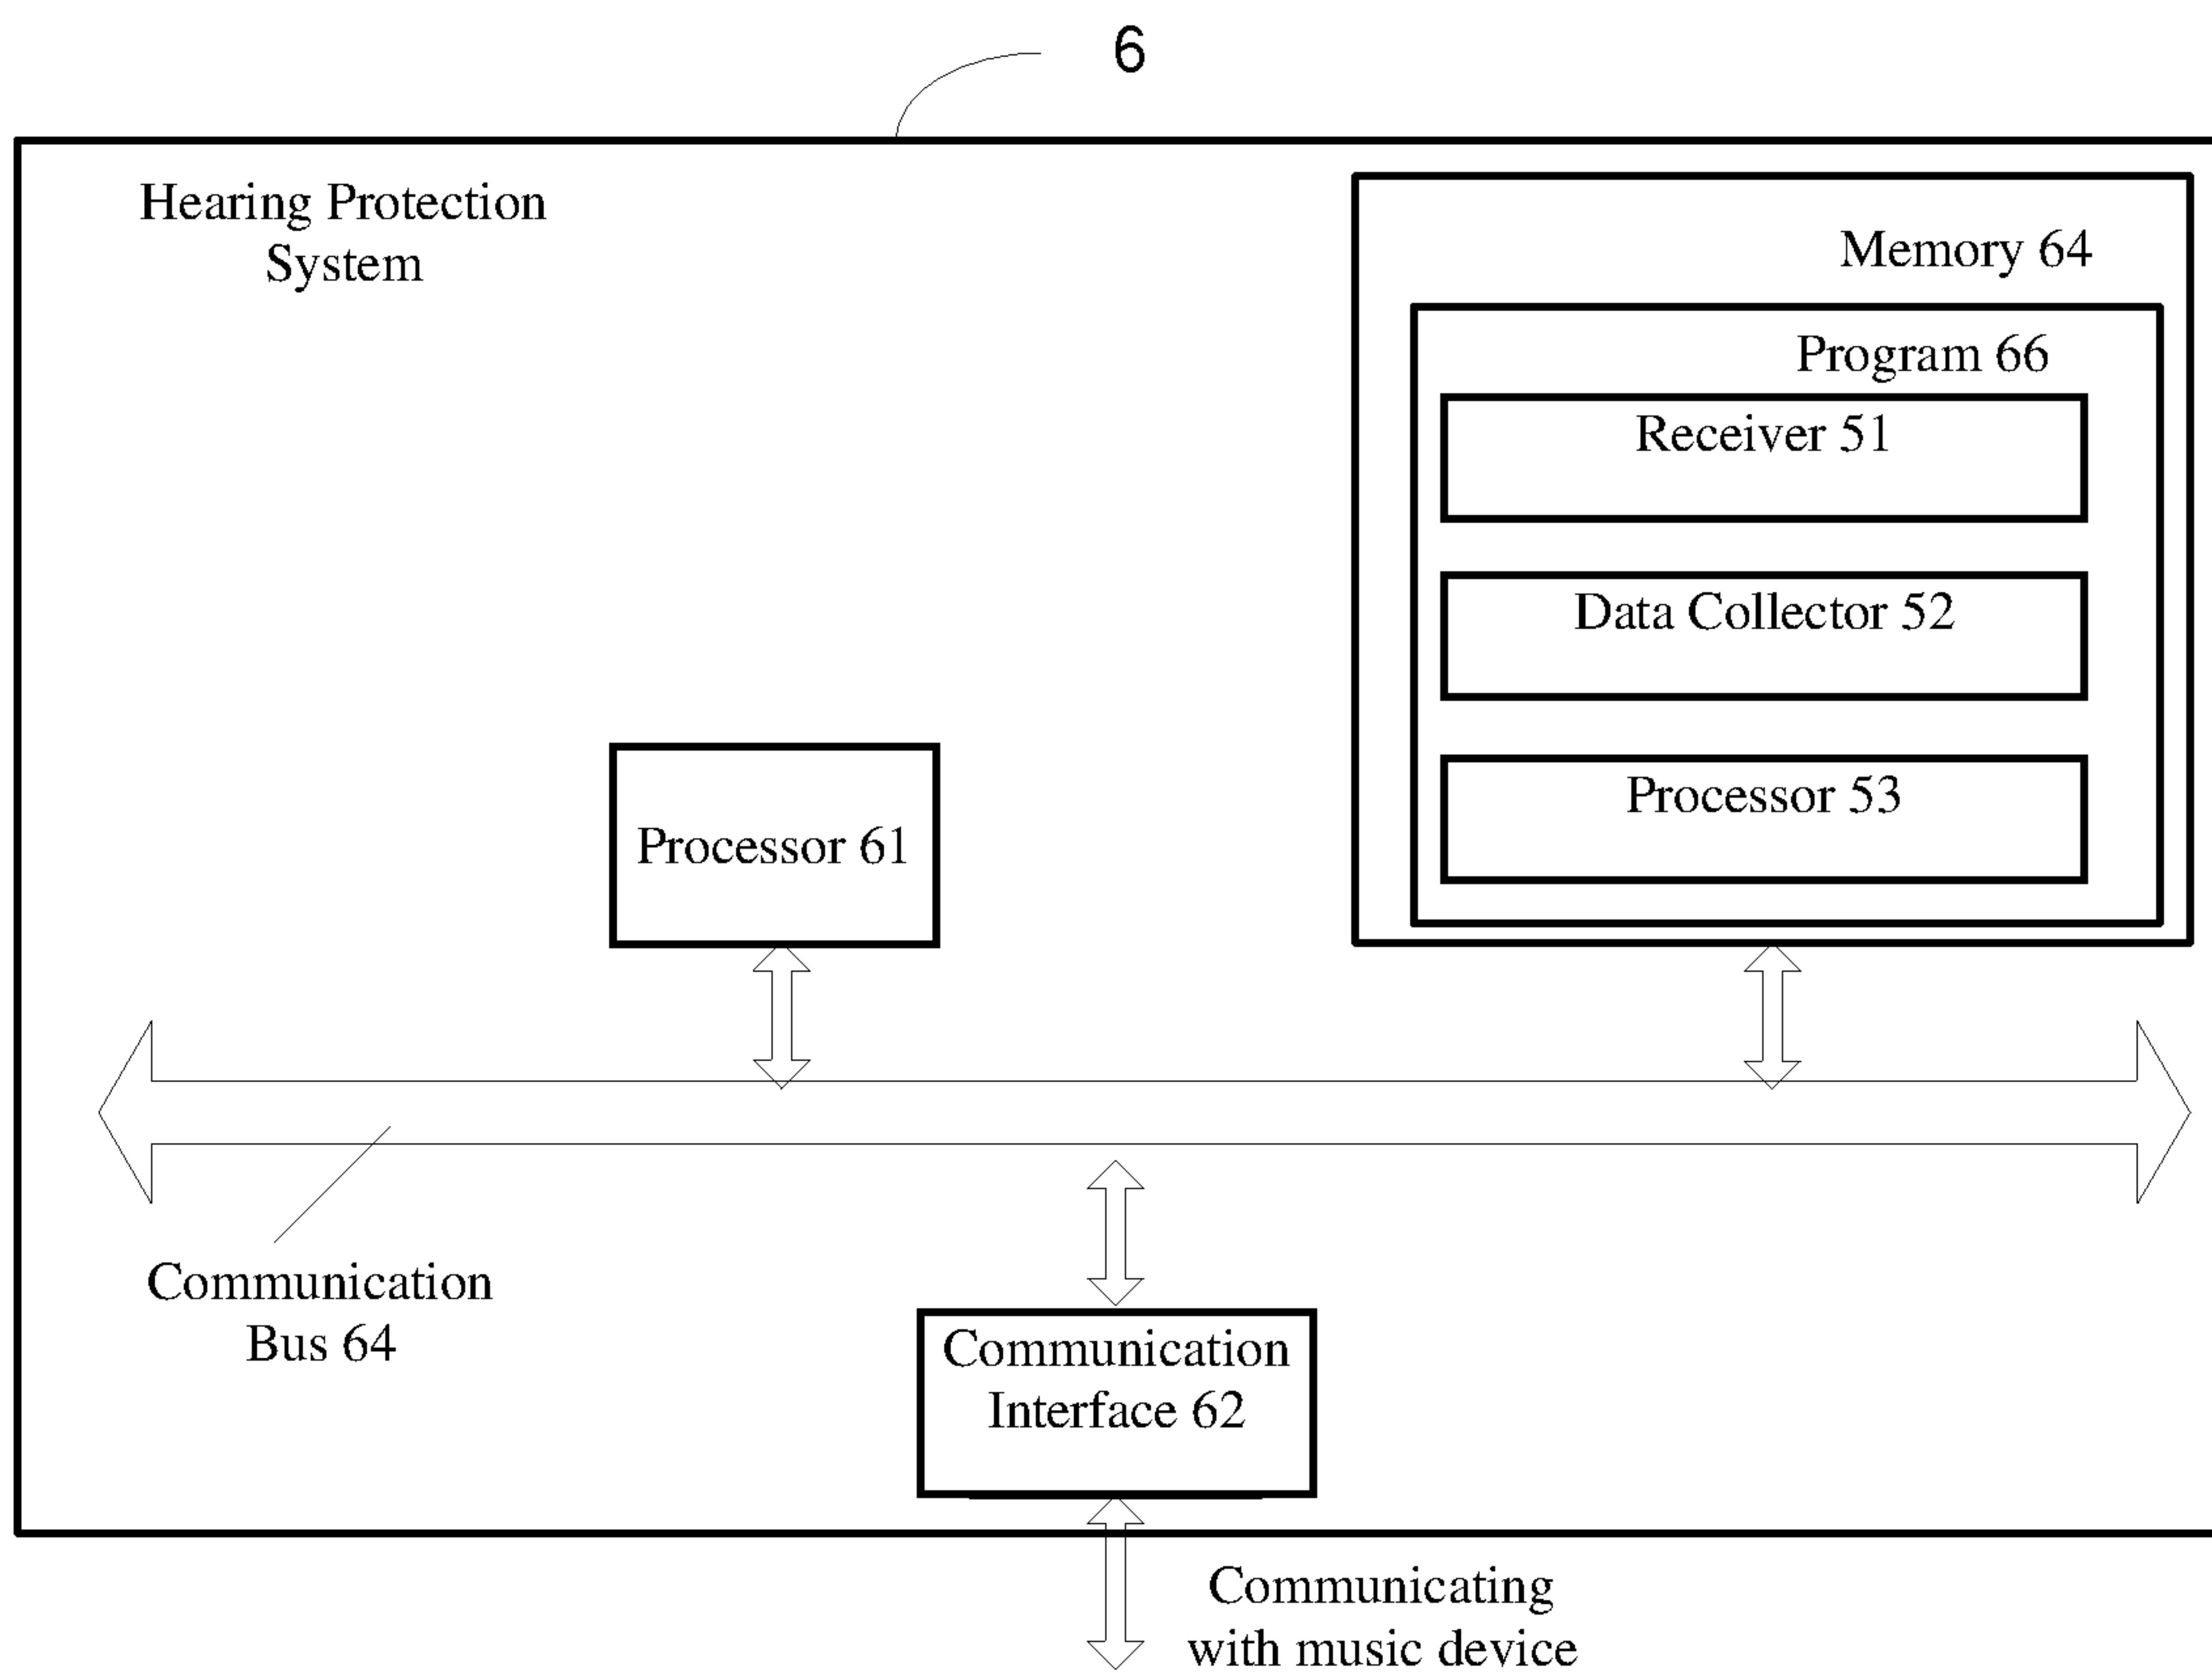 6
Hearing Protection
System
Memory 64
Program 66
Receiver 51
Data Collector 52
Processor 53
Processor 61
Communication
Bus 64
Communication
Interface 62
Communicating
with music device